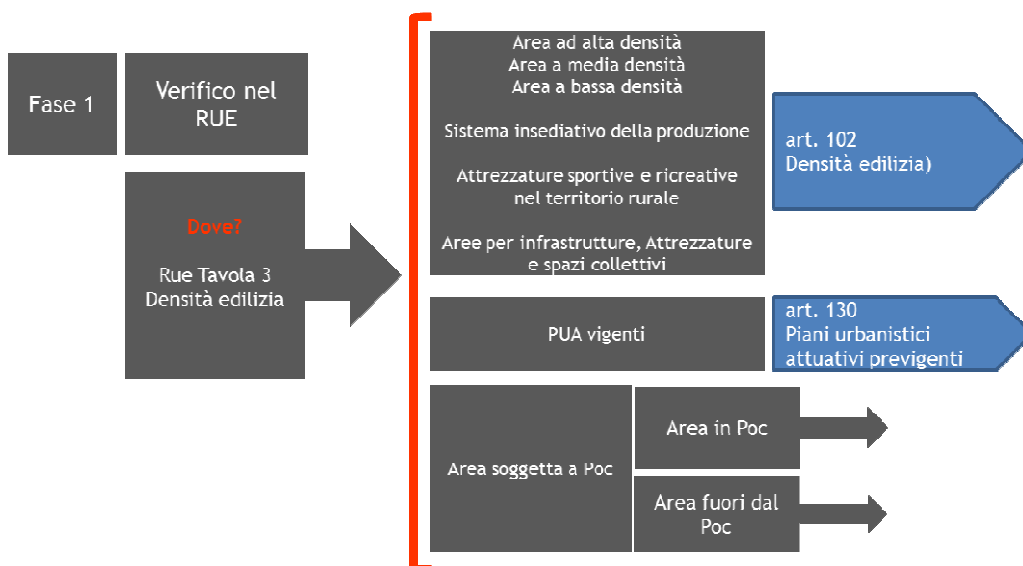 Fase 1
Verifico nel
RUE
Dove?
Rue Tavola 3
Densità edilizia
Area ad alta densità
Area a media densità
Area a bassa densità
Sistema insediativo della produzione
Attrezzature sportive e ricreative
nel territorio rurale
Aree per infrastrutture, Attrezzature
e spazi collettivi
art. 102
Densità edilizia)
PUA vigenti
art. 130
Piani urbanistici
attuativi previgenti
Area soggetta a Poc
Area in Poc
Area fuori dal
Poc